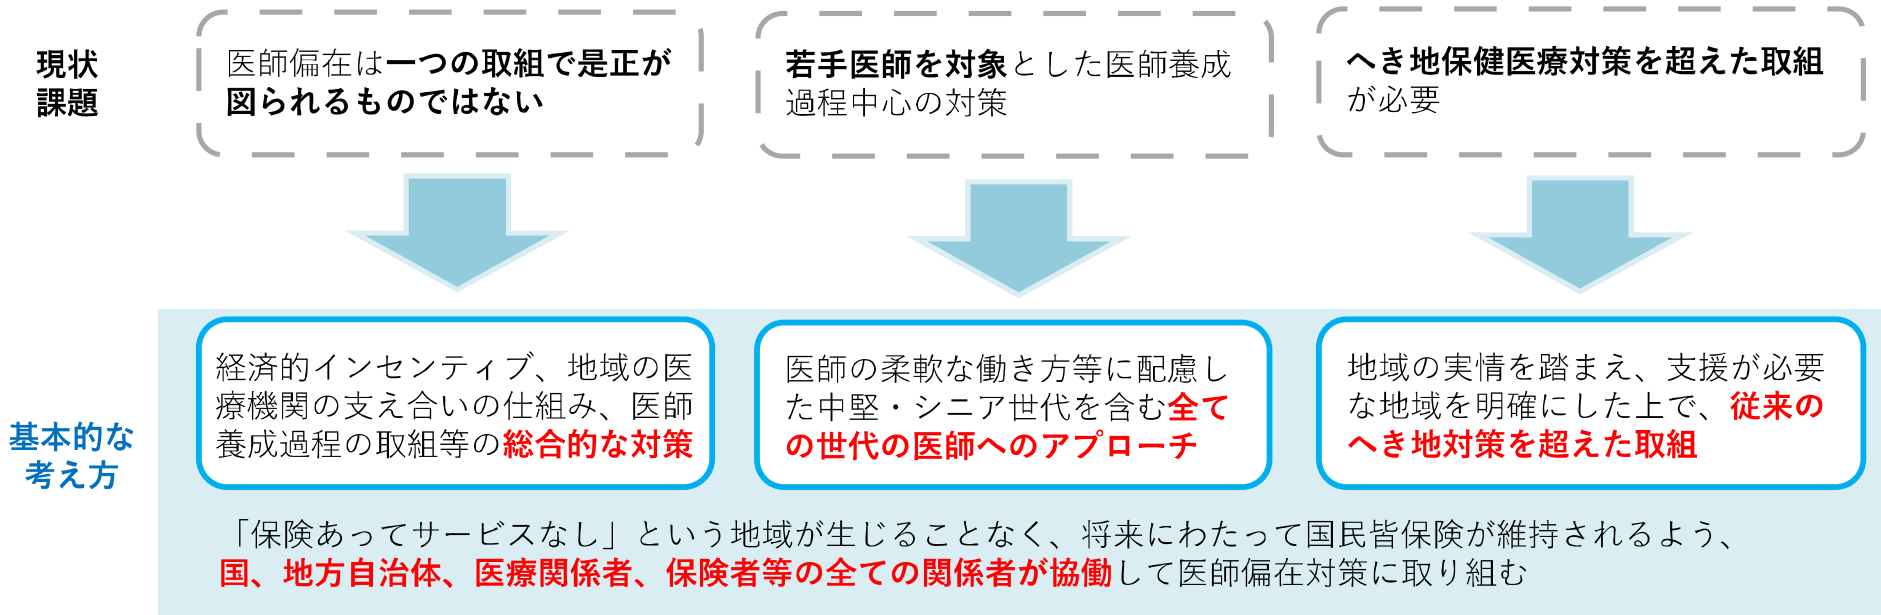 現状
課題
医師偏在は一つの取組で是正が
図られるものではない
若手医師を対象とした医師養成
過程中心の対策
へき地保健医療対策を超えた取組
が必要
基本的な
考え方
経済的インセンティブ、地域の医
療機関の支え合いの仕組み、医師
養成過程の取組等の総合的な対策
医師の柔軟な働き方等に配慮し
た中堅・シニア世代を含む全て
の世代の医師へのアプローチ
地域の実情を踏まえ、支援が必要
な地域を明確にした上で、従来の
へき地対策を超えた取組
「保険あってサービスなし」という地域が生じることなく、将来にわたって国民皆保険が維持されるよう、
国、地方自治体、医療関係者、保険者等の全ての関係者が協働して医師偏在対策に取り組む